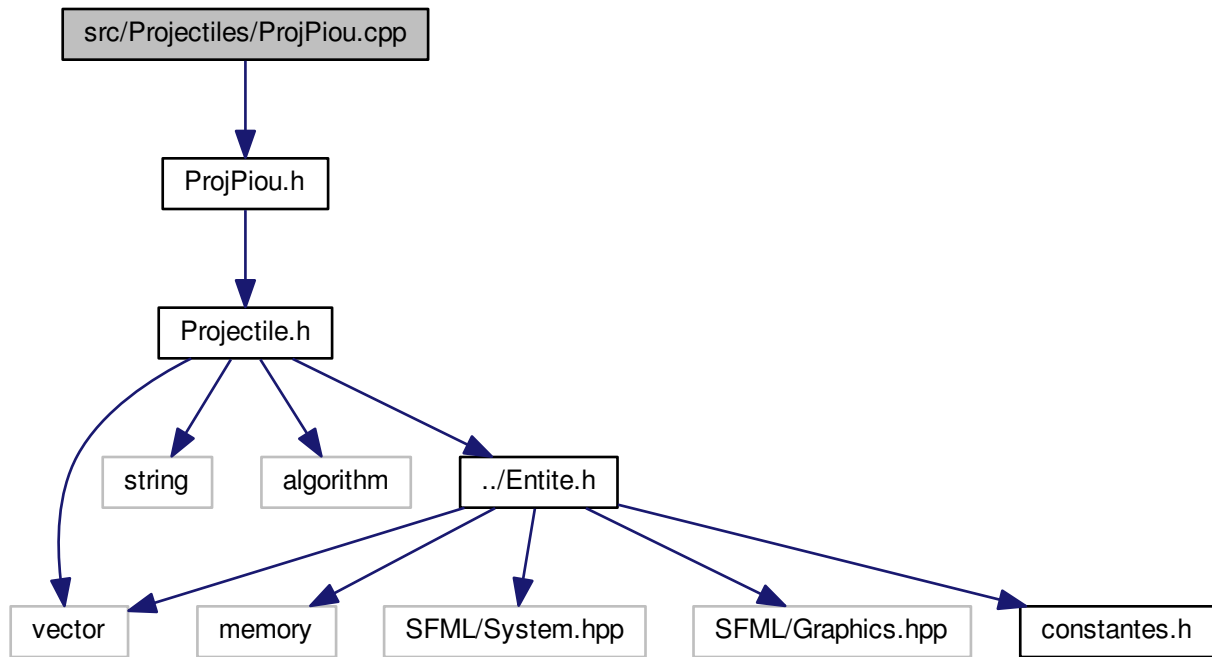 src/Projectiles/ProjPiou.cpp
ProjPiou.h
Projectile.h
string
algorithm
../Entite.h
vector
memory
SFML/System.hpp
SFML/Graphics.hpp
constantes.h